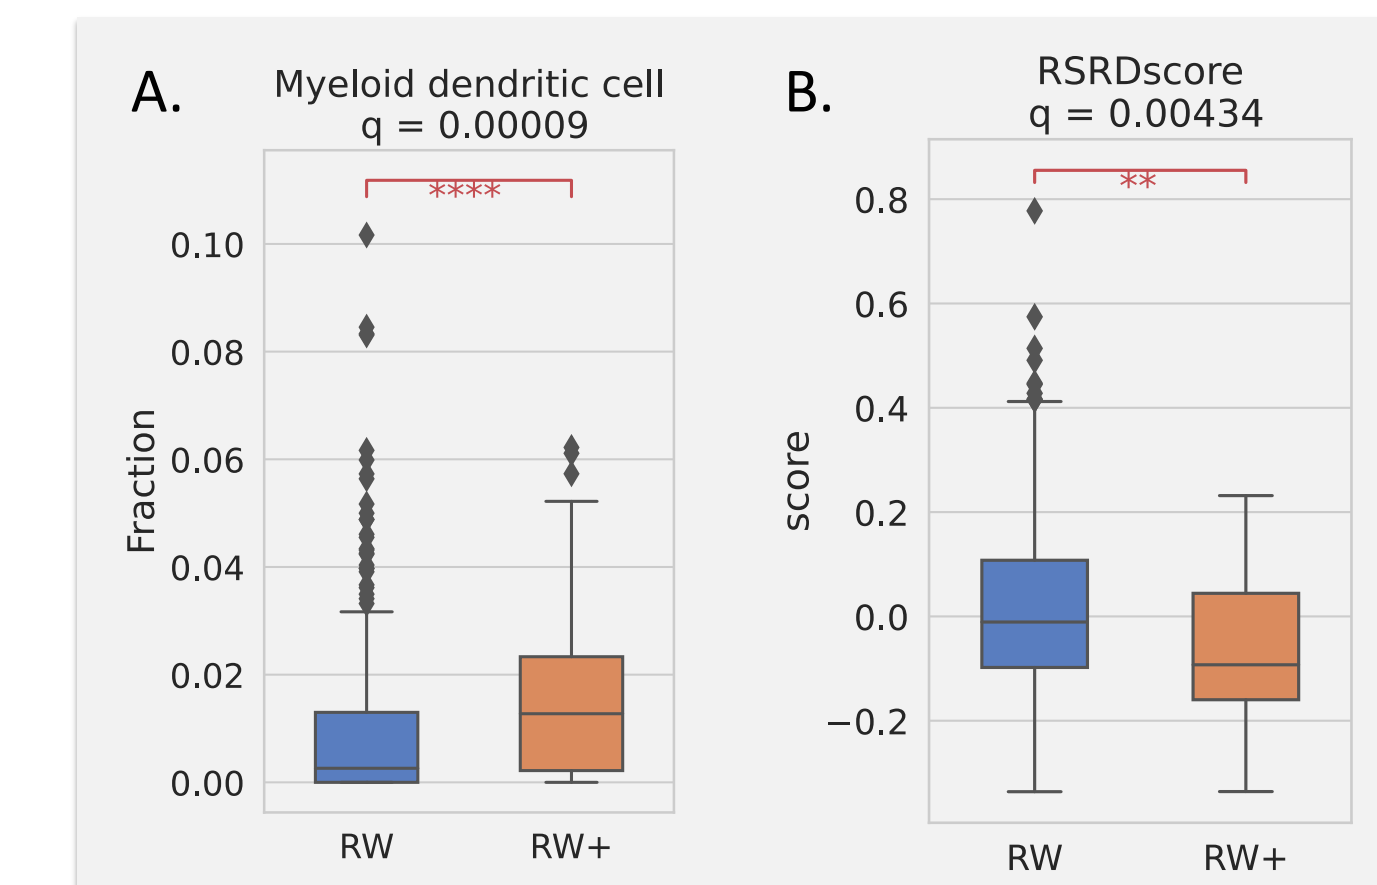 A.
Myeloid dendritic cell
q = 0.00009
****
0.10
0.08
0.06
0.04
0.02
0.00
Fraction
RW
RW+
B.
RSRDscore
q = 0.00434
**
0.8
0.6
0.4
0.2
0.0
−0.2
score
RW
RW+